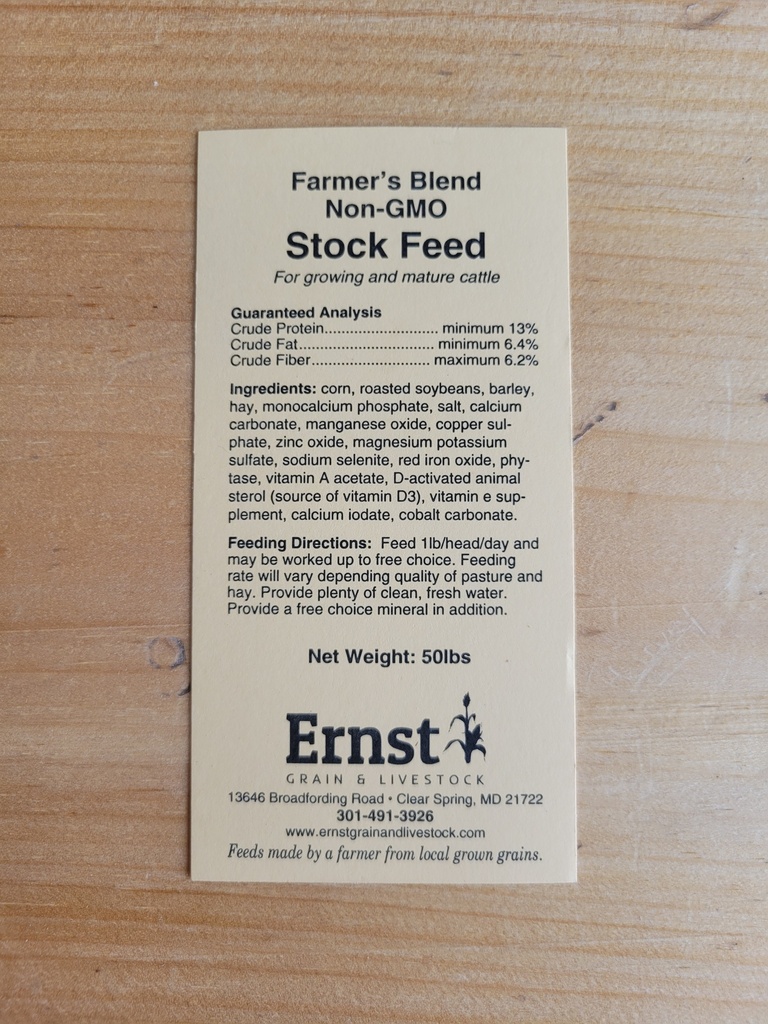 Farmer's Blend
Non-GMO
Stock Feed
For growing and mature cattle
Guaranteed Analysis
Crude Protein.......................... minimum 13%
Crude Fat............................... minimum 6.4%
Crude Fiber........................... maximum 6.2%
Ingredients: corn, roasted soybeans, barley,
hay, monocalcium phosphate, salt, calcium
carbonate, manganese oxide, copper sul-
phate, zinc oxide, magnesium potassium
sulfate, sodium selenite, red iron oxide, phy-
tase, vitamin A acetate, D-activated animal
sterol (source of vitamin D3), vitamin e sup-
plement, calcium iodate, cobalt carbonate.
Feeding Directions: Feed 1lb/head/day and
may be worked up to free choice. Feeding
rate will vary depending quality of pasture and
hay. Provide plenty of clean, fresh water.
Provide a free choice mineral in addition.
Net Weight: 50lbs
Ernst
GRAIN & LIVESTOCK
13646 Broadfording Road • Clear Spring, MD 21722
301-491-3926
www.ernstgrainandlivestock.com
Feeds made by a farmer from local grown grains.